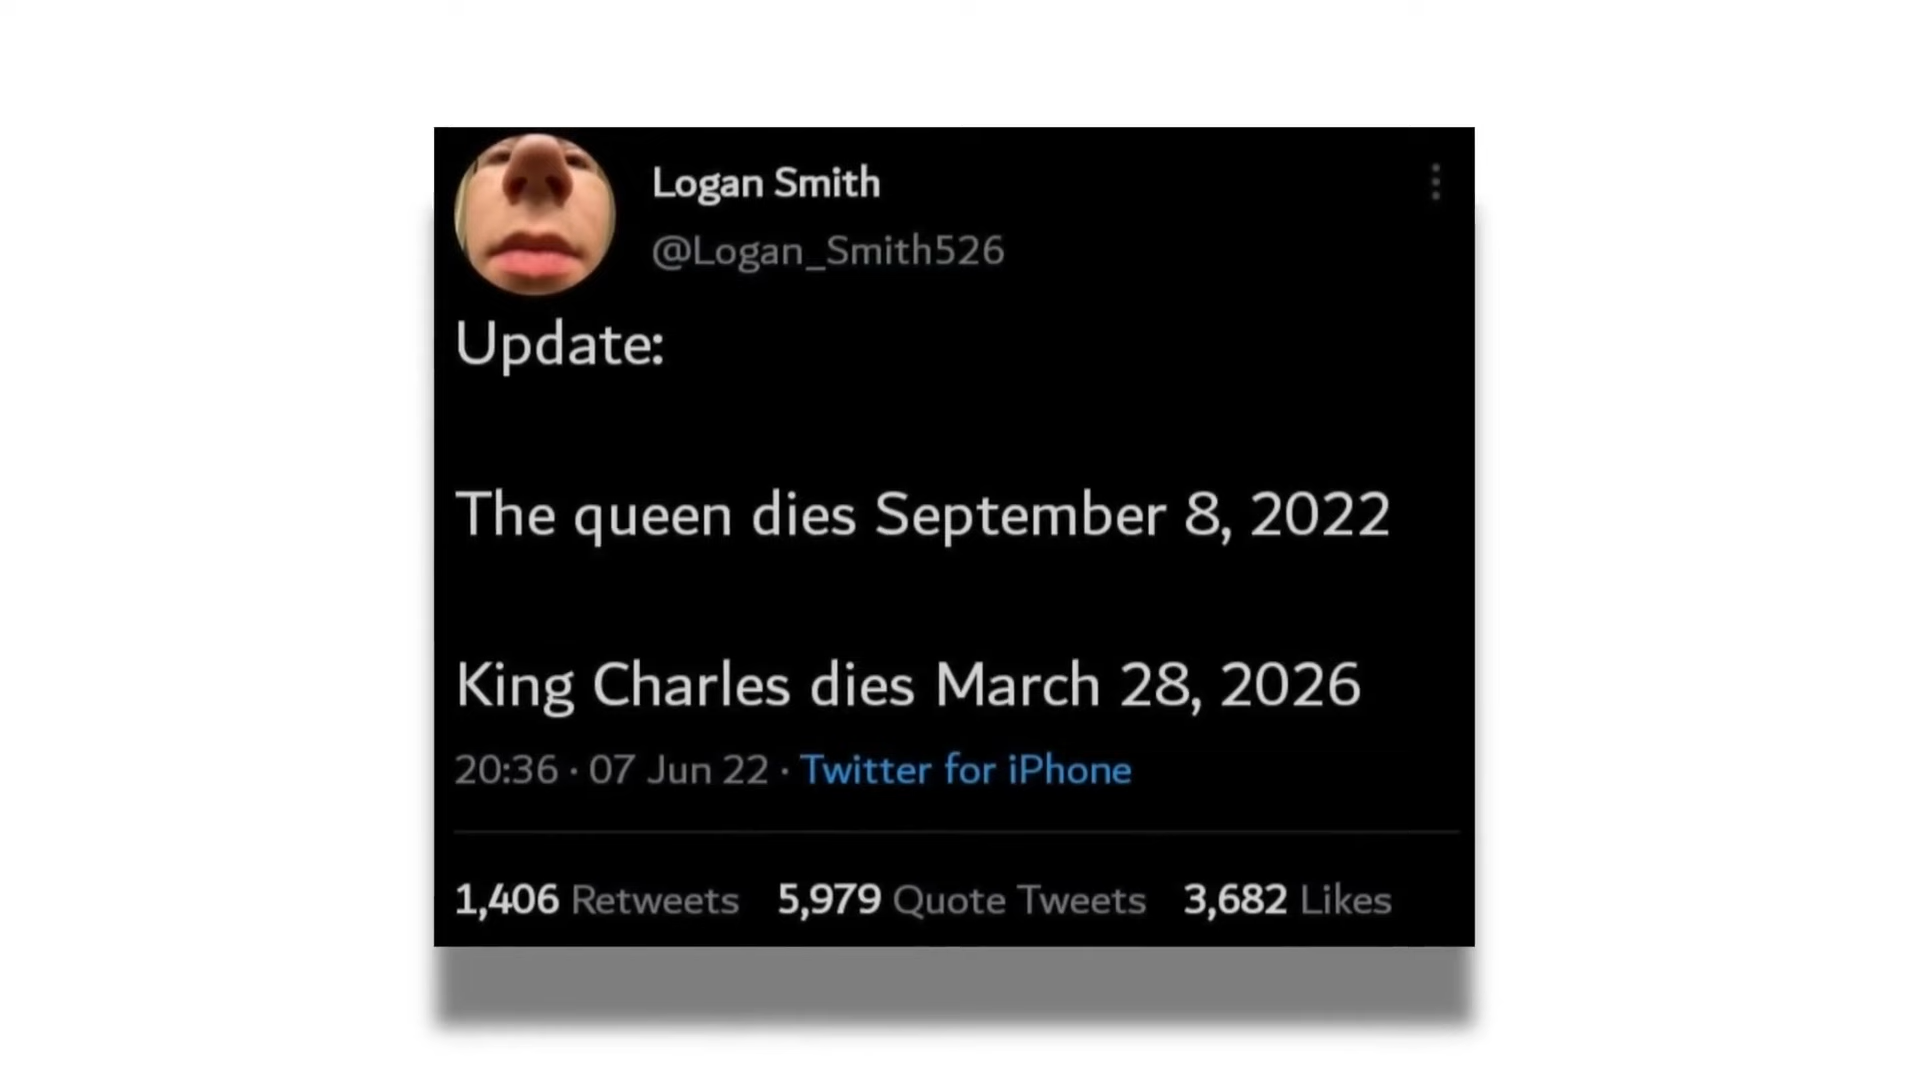 Logan Smith
@Logan_Smith526
Update:
The queen dies September 8, 2022
King Charles dies March 28, 2026
20:36 · 07 Jun 22 · Twitter for iPhone
1,406 Retweets 5,979 Quote Tweets 3,682 Likes